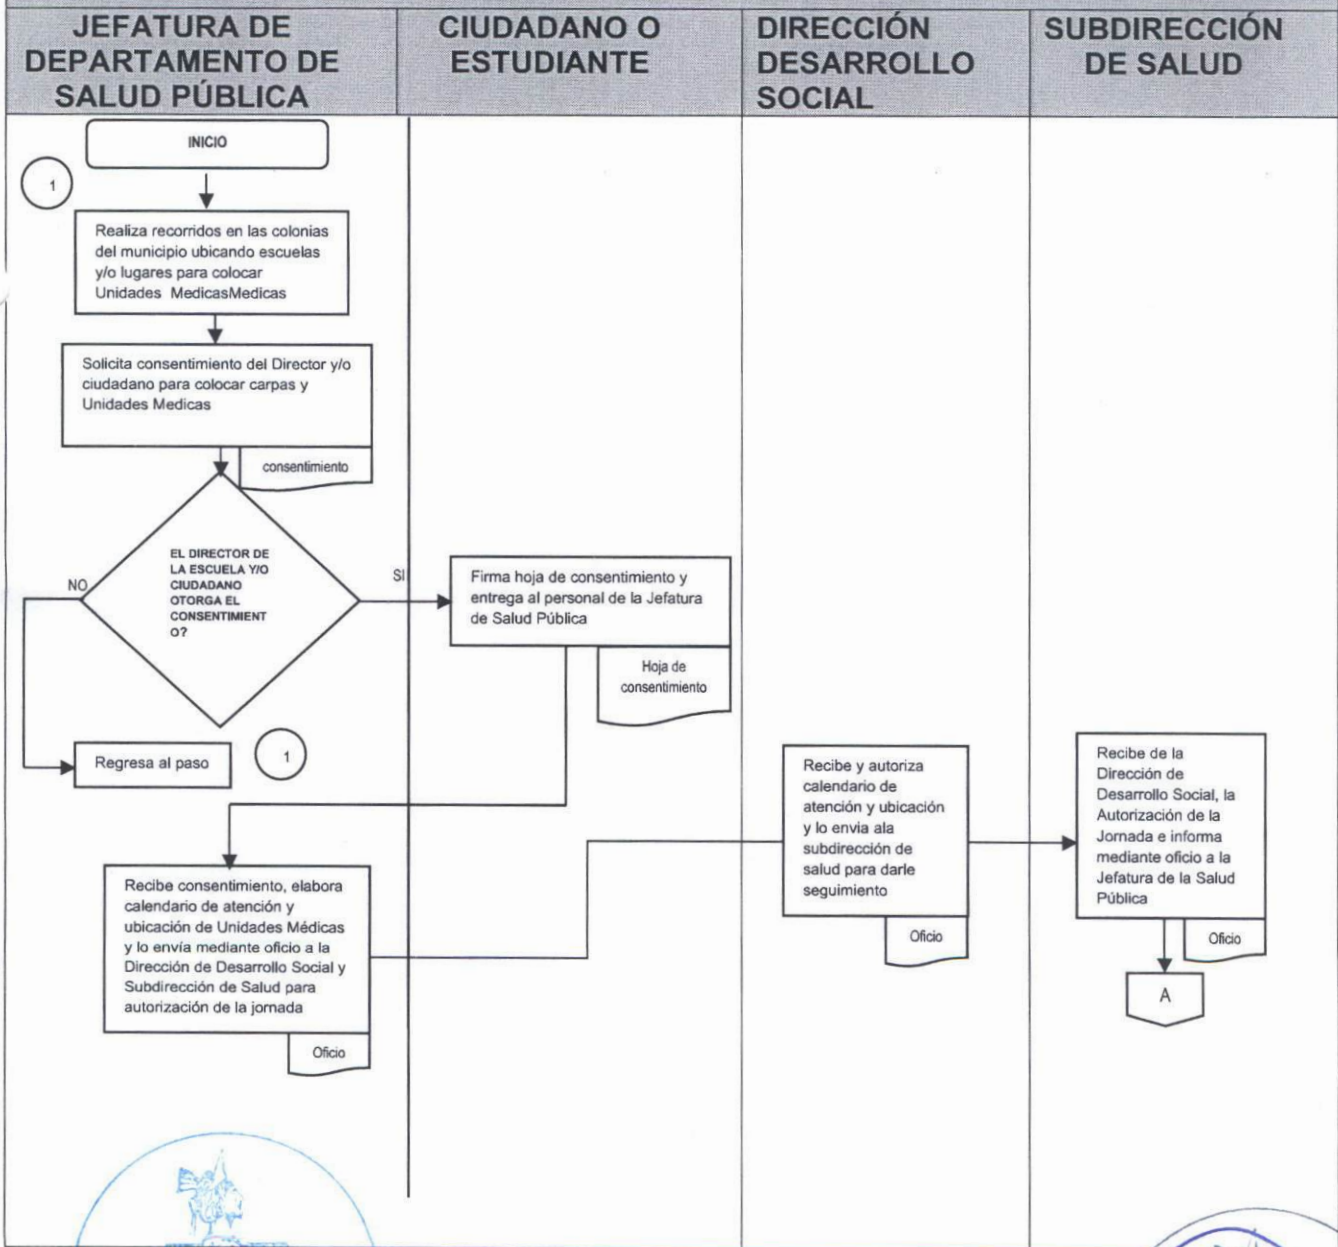 JEFATURA DE
DEPARTAMENTO DE
SALUD PÚBLICA
CIUDADANO O
ESTUDIANTE
DIRECCIÓN
DESARROLLO
SOCIAL
SUBDIRECCIÓN
DE SALUD
INICIO
1
Realiza recorridos en las colonias
del municipio ubicando escuelas
y/o lugares para colocar
Unidades MedicasMedicas
Solicita consentimiento del Director y/o
ciudadano para colocar carpas y
Unidades Medicas
consentimiento
EL DIRECTOR DE
LA ESCUELA Y/O
CIUDADANO
OTORGA EL
CONSENTIMIENT
O?
NO
SI
Firma hoja de consentimiento y
entrega al personal de la Jefatura
de Salud Pública
Hoja de
consentimiento
Regresa al paso
1
Recibe consentimiento, elabora
calendario de atención y
ubicación de Unidades Médicas
y lo envía mediante oficio a la
Dirección de Desarrollo Social y
Subdirección de Salud para
autorización de la jornada
Oficio
Recibe y autoriza
calendario de
atención y ubicación
y lo envia ala
subdirección de
salud para darle
seguimiento
Oficio
Recibe de la
Dirección de
Desarrollo Social, la
Autorización de la
Jornada e informa
mediante oficio a la
Jefatura de la Salud
Pública
Oficio
A